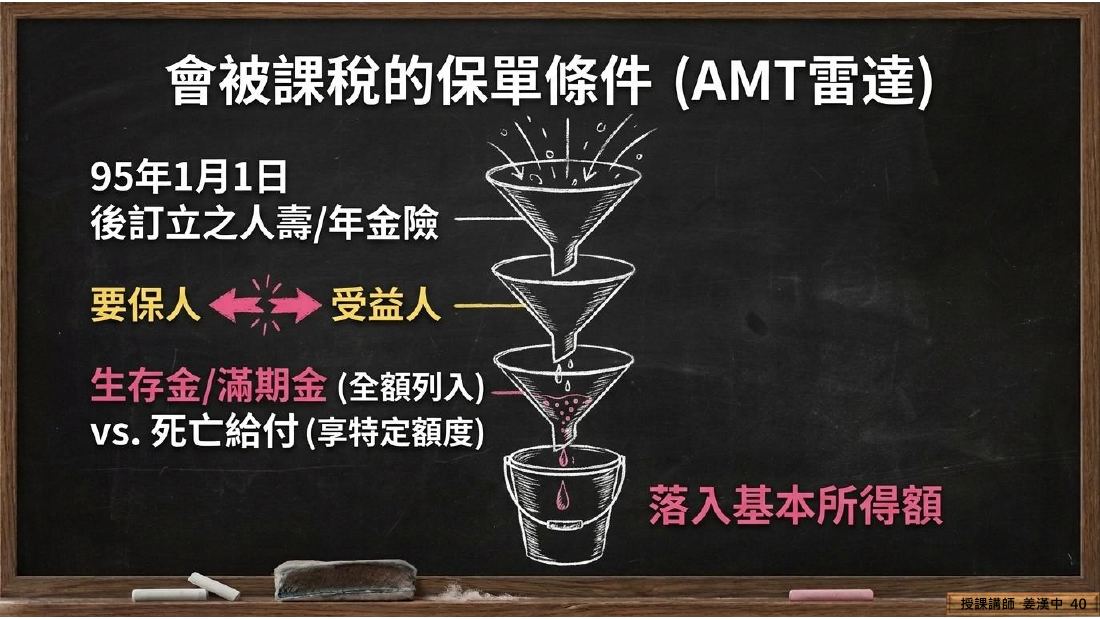 會被課稅的保單條件 (AMT雷達)
95年1月1日
後訂立之人壽/年金險
要保人 受益人
生存金/滿期金 (全額列入)
vs. 死亡給付 (享特定額度)
落入基本所得額
授課講師 姜漢中 40